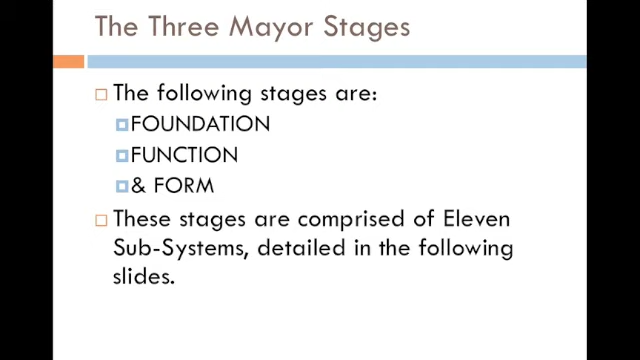 The Three Mayor Stages
The following stages are:
FOUNDATION
FUNCTION
& FORM
These stages are comprised of Eleven
Sub-Systems, detailed in the following
slides.